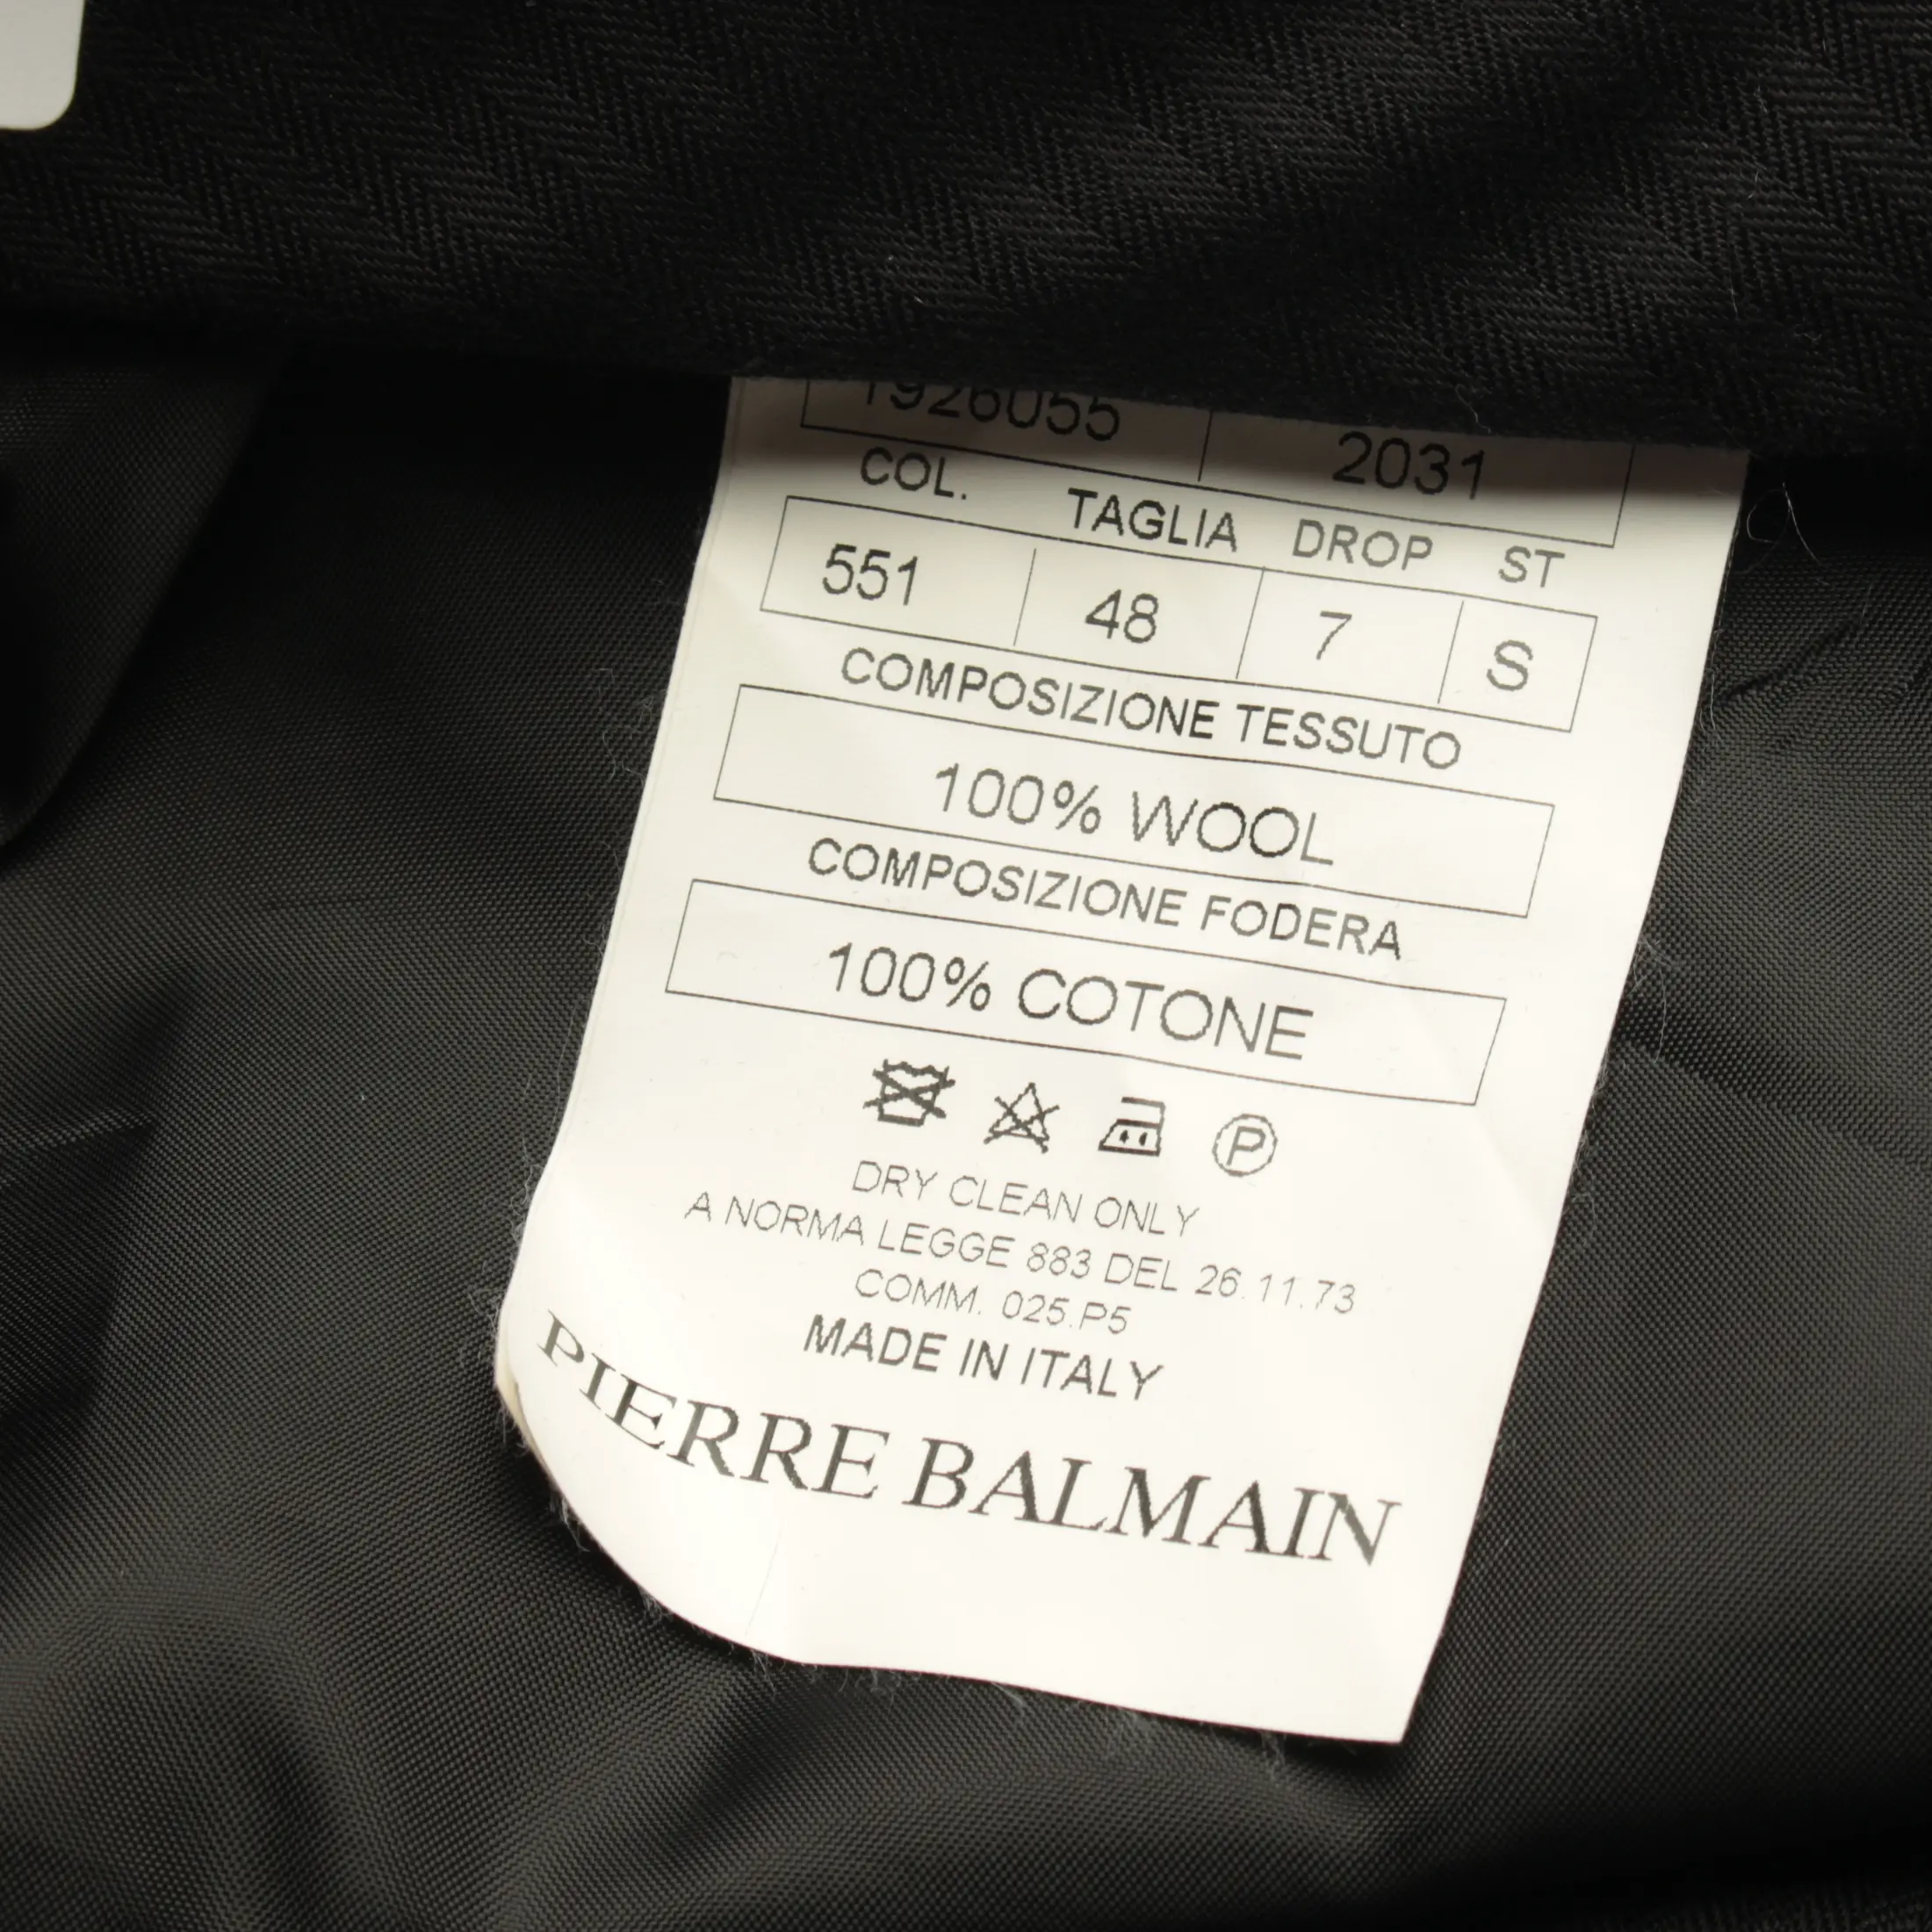 1926055 2031
COL. TAGLIA DROP ST
551 48 7 S
COMPOSIZIONE TESSUTO
100% WOOL
COMPOSIZIONE FODERA
100% COTONE
P
DRY CLEAN ONLY
A NORMA LEGGE 883 DEL 26.11.73
COMM. 025.P5
MADE IN ITALY
PIERRE BALMAIN